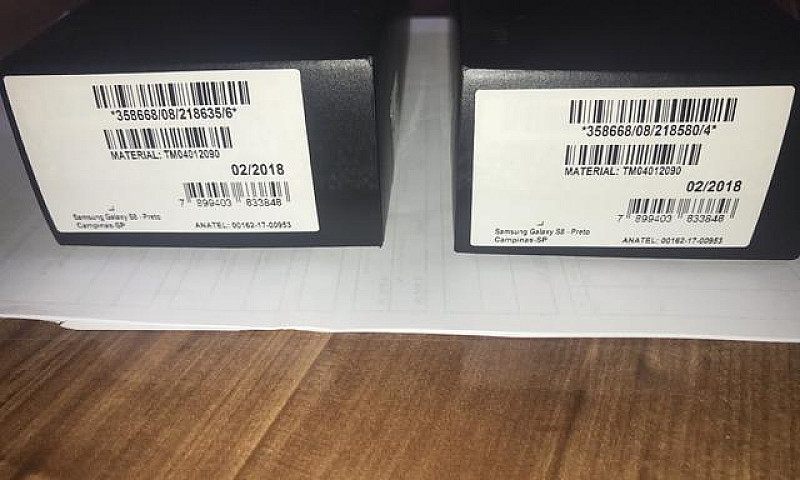 *358668/08/218635/6*
MATERIAL: TM04012090
02/2018
7 899403 833848
Samsung Galaxy S8 - Preto
Campinas-SP
ANATEL: 00162-17-00953
*358668/08/218580/4*
MATERIAL: TM04012090
02/2018
7 899403 833848
Samsung Galaxy S8 - Preto
Campinas-SP
ANATEL: 00162-17-00953